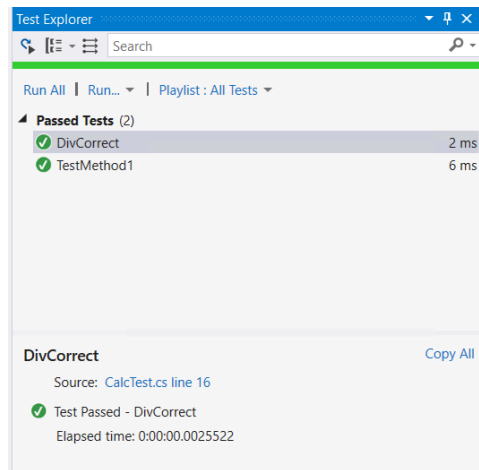 Test Explorer
Search
Run All | Run... | Playlist : All Tests
Passed Tests (2)
DivCorrect 2 ms
TestMethod1 6 ms
DivCorrect Copy All
Source: CalcTest.cs line 16
Test Passed - DivCorrect
Elapsed time: 0:00:00.0025522